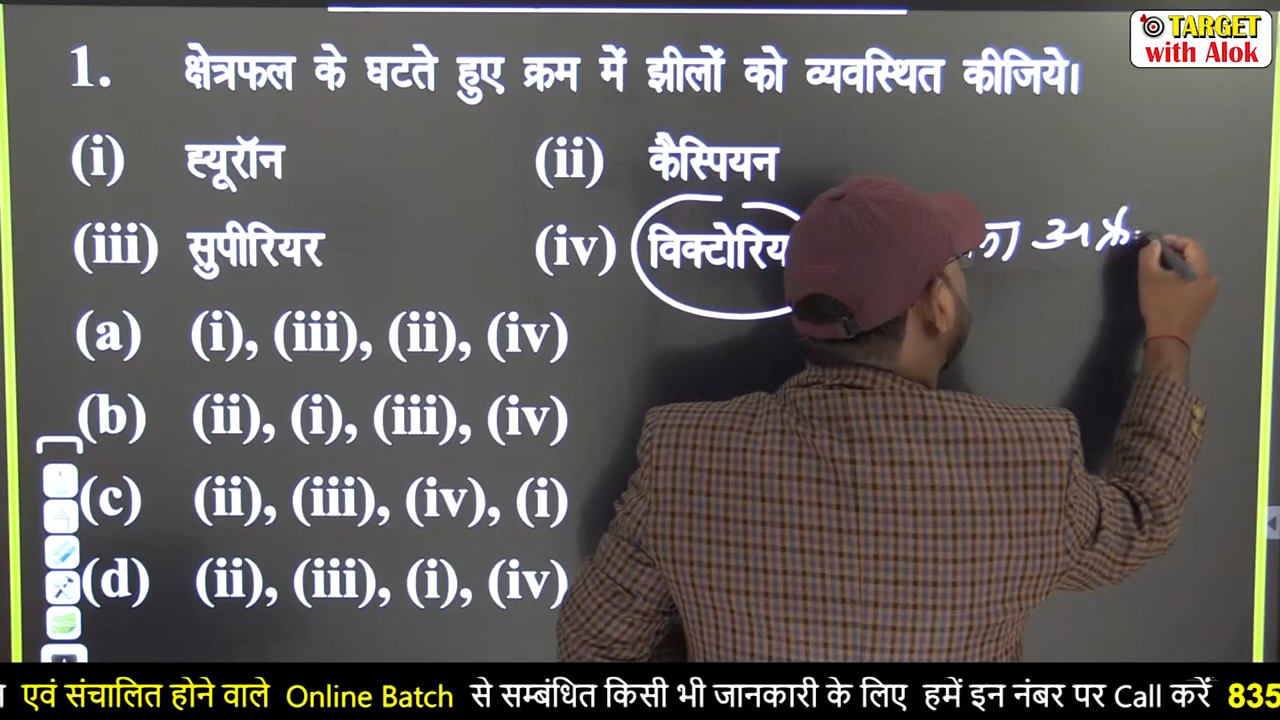 TARGET
with Alok
1. क्षेत्रफल के घटते हुए क्रम में झीलों को व्यवस्थित कीजिये।
(i) ह्यूरॉन (ii) कैस्पियन
(iii) सुपीरियर (iv) विक्टोरिय
(a) (i), (iii), (ii), (iv)
(b) (ii), (i), (iii), (iv)
(c) (ii), (iii), (iv), (i)
(d) (ii), (iii), (i), (iv)
एवं संचालित होने वाले Online Batch से सम्बंधित किसी भी जानकारी के लिए हमें इन नंबर पर Call करें 835